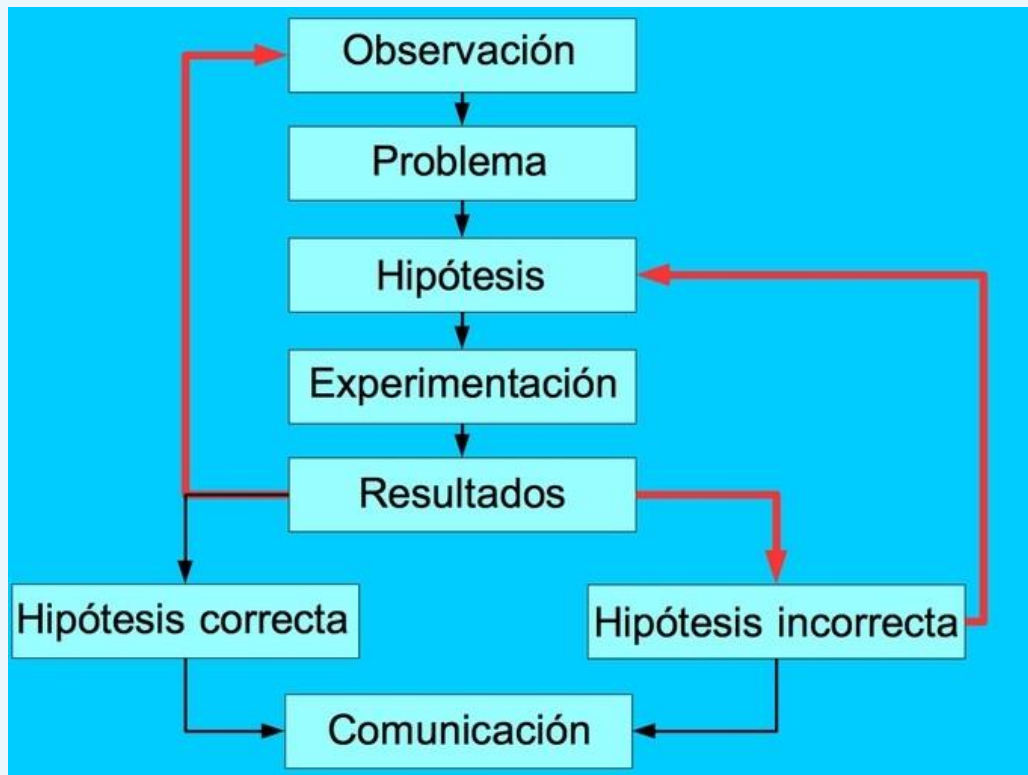 Observación
Problema
Hipótesis
Experimentación
Resultados
Hipótesis correcta
Hipótesis incorrecta
Comunicación